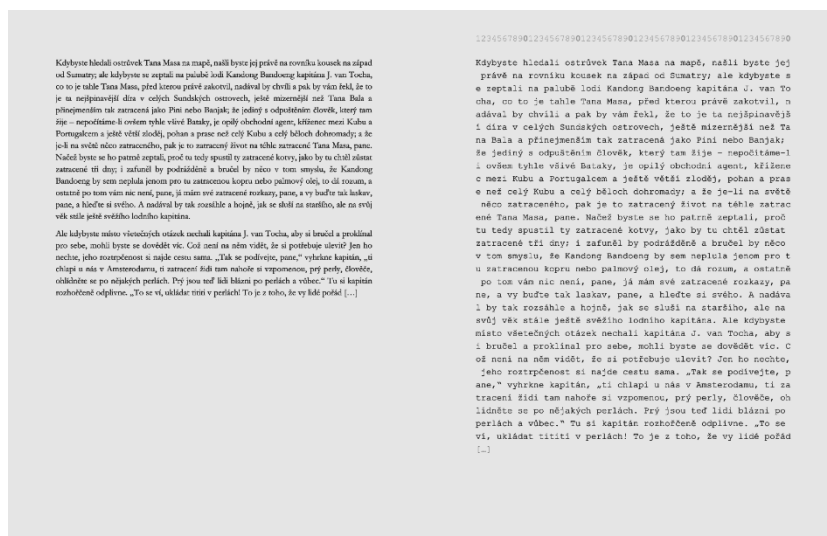 Kdybyste hledali ostrůvek Tana Masa na mapě, našli byste jej právě na rovníku kousek na západ
od Sumatry; ale kdybyste se zeptali na palubě lodi Kandong Bandoeng kapitána J. van Tocha,
co to je tahle Tana Masa, před kterou právě zakotvil, nadával by chvíli a pak by vám řekl, že to
je ta nejšpinavější díra v celých Sundských ostrovech, ještě mizernější než Tana Bala a
přinejmenším tak zatracená jako Pini nebo Banjak; že jediný s odpuštěním člověk, který tam
žije – nepočítáme-li ovšem tyhle všivé Bataky, je opilý obchodní agent, kříženec mezi Kubu a
Portugalcem a ještě větší zloděj, pohan a prase než celý Kubu a celý běloch dohromady; a že
je-li na světě něco zatraceného, pak je to zatracený život na téhle zatracené Tana Masa, pane.
Načež byste se ho patrně zeptali, proč tu tedy spustil ty zatracené kotvy, jako by tu chtěl zůstat
zatracené tři dny; i zafuněl by podrážděně a bručel by něco v tom smyslu, že Kandong
Bandoeng by sem neplula jenom pro tu zatracenou kopru nebo palmový olej, to dá rozum, a
ostatně po tom vám nic není, pane, já mám své zatracené rozkazy, pane, a vy buďte tak laskav,
pane, a hleďte si svého. A nadával by tak rozsáhle a hojně, jak se sluší na staršího, ale na svůj
věk stále ještě svěžího lodního kapitána.
Ale kdybyste místo všetečných otázek nechali kapitána J. van Tocha, aby si bručel a proklínal
pro sebe, mohli byste se dovědět víc. Což není na něm vidět, že si potřebuje ulevit? Jen ho
nechte, jeho roztrpčenost si najde cestu sama. „Tak se podívejte, pane,“ vyhrkne kapitán, „ti
chlapi u nás v Amsterodamu, ti zatracení židi tam nahoře si vzpomenou, prý perly, člověče,
ohlídněte se po nějakých perlách. Prý jsou teď lidi blázni po perlách a vůbec.“ Tu si kapitán
rozhořčeně odplivne. „To se ví, ukládat tititi v perlách! To je z toho, že vy lidé pořád […]
1234567890123456789012345678901234567890123456789012345678​90
Kdybyste hledali ostrůvek Tana Masa na mapě, našli byste jej
právě na rovníku kousek na západ od Sumatry; ale kdybyste s
e zeptali na palubě lodi Kandong Bandoeng kapitána J. van To
cha, co to je tahle Tana Masa, před kterou právě zakotvil, n
adával by chvíli a pak by vám řekl, že to je ta nejšpinavějš
í díra v celých Sundských ostrovech, ještě mizernější než Ta
na Bala a přinejmenším tak zatracená jako Pini nebo Banjak;
že jediný s odpuštěním člověk, který tam žije – nepočítáme-l
i ovšem tyhle všivé Bataky, je opilý obchodní agent, křížene
c mezi Kubu a Portugalcem a ještě větší zloděj, pohan a pras
e než celý Kubu a celý běloch dohromady; a že je-li na světě
něco zatraceného, pak je to zatracený život na téhle zatrac
ené Tana Masa, pane. Načež byste se ho patrně zeptali, proč
tu tedy spustil ty zatracené kotvy, jako by tu chtěl zůstat
zatracené tři dny; i zafuněl by podrážděně a bručel by něco
v tom smyslu, že Kandong Bandoeng by sem neplula jenom pro t
u zatracenou kopru nebo palmový olej, to dá rozum, a ostatně
po tom vám nic není, pane, já mám své zatracené rozkazy, pa
ne, a vy buďte tak laskav, pane, a hleďte si svého. A nadáva
l by tak rozsáhle a hojně, jak se sluší na staršího, ale na
svůj věk stále ještě svěžího lodního kapitána. Ale kdybyste
místo všetečných otázek nechali kapitána J. van Tocha, aby s
i bručel a proklínal pro sebe, mohli byste se dovědět víc. C
ož není na něm vidět, že si potřebuje ulevit? Jen ho nechte,
jeho roztrpčenost si najde cestu sama. „Tak se podívejte, p
ane,“ vyhrkne kapitán, „ti chlapi u nás v Amsterodamu, ti za
tracení židi tam nahoře si vzpomenou, prý perly, člověče, oh
lídněte se po nějakých perlách. Prý jsou teď lidi blázni po
perlách a vůbec.“ Tu si kapitán rozhořčeně odplivne. „To se
ví, ukládat tititi v perlách! To je z toho, že vy lidé pořád
[…]